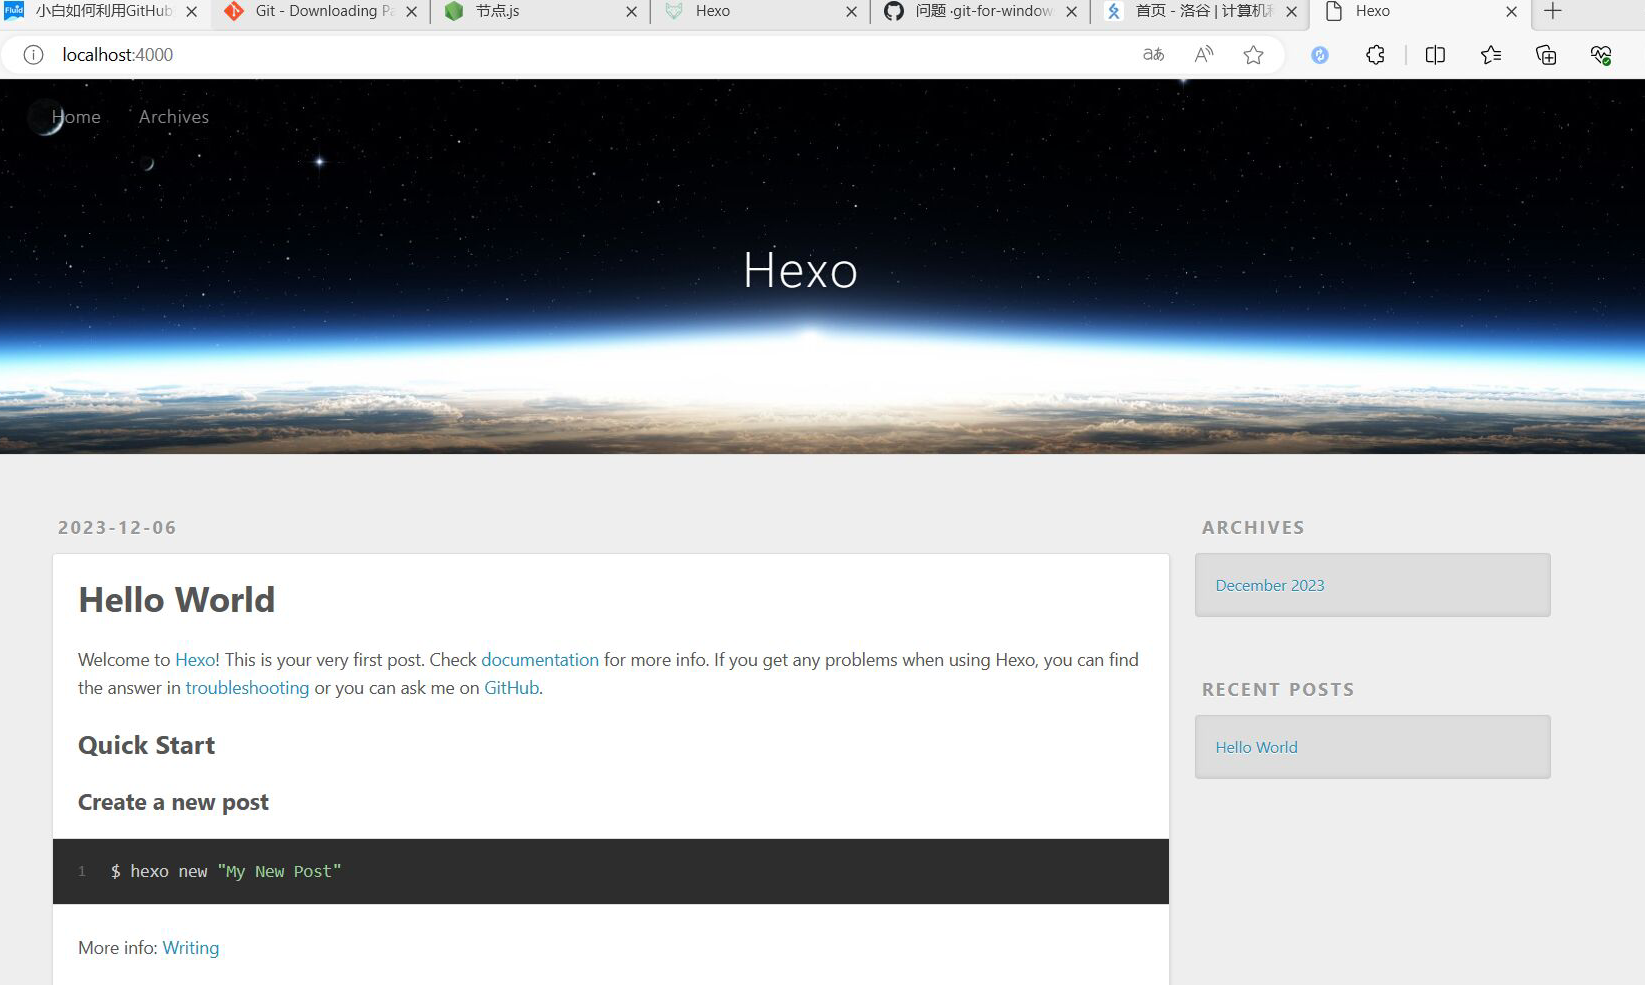 Fluid 小白如何利用GitHub
Git - Downloading Pa
节点.js
Hexo
问题 ·git-for-window
首页 - 洛谷 | 计算机科
Hexo
localhost:4000
aあ
A
Home Archives
Hexo
2023-12-06
Hello World
Welcome to Hexo! This is your very first post. Check documentation for more info. If you get any problems when using Hexo, you can find
the answer in troubleshooting or you can ask me on GitHub.
Quick Start
Create a new post
1 $ hexo new "My New Post"
More info: Writing
ARCHIVES
December 2023
RECENT POSTS
Hello World